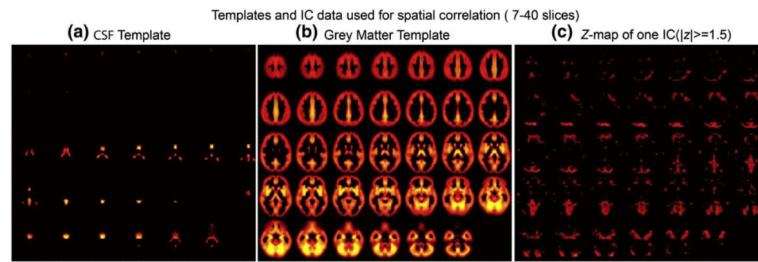 Templates and IC data used for spatial correlation ( 7-40 slices)
(a) CSF Template
(b) Grey Matter Template
(c) Z-map of one IC(|z|>=1.5)